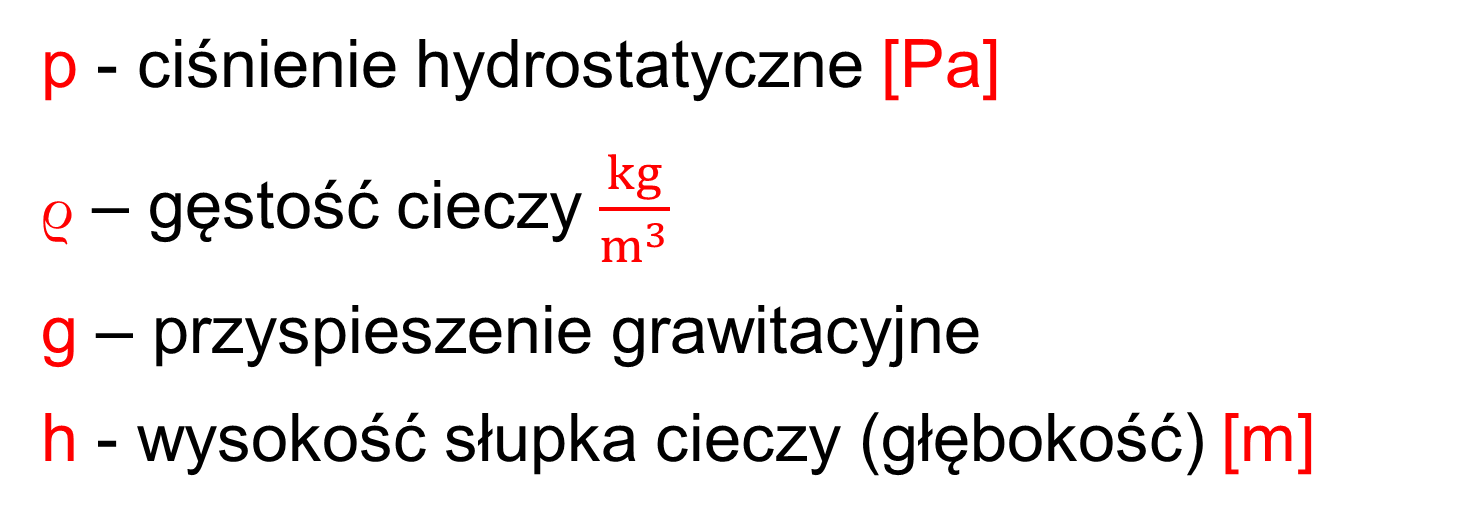 p - ciśnienie hydrostatyczne [Pa]
ϱ – gęstość cieczy kg/m³
g – przyspieszenie grawitacyjne
h - wysokość słupka cieczy (głębokość) [m]